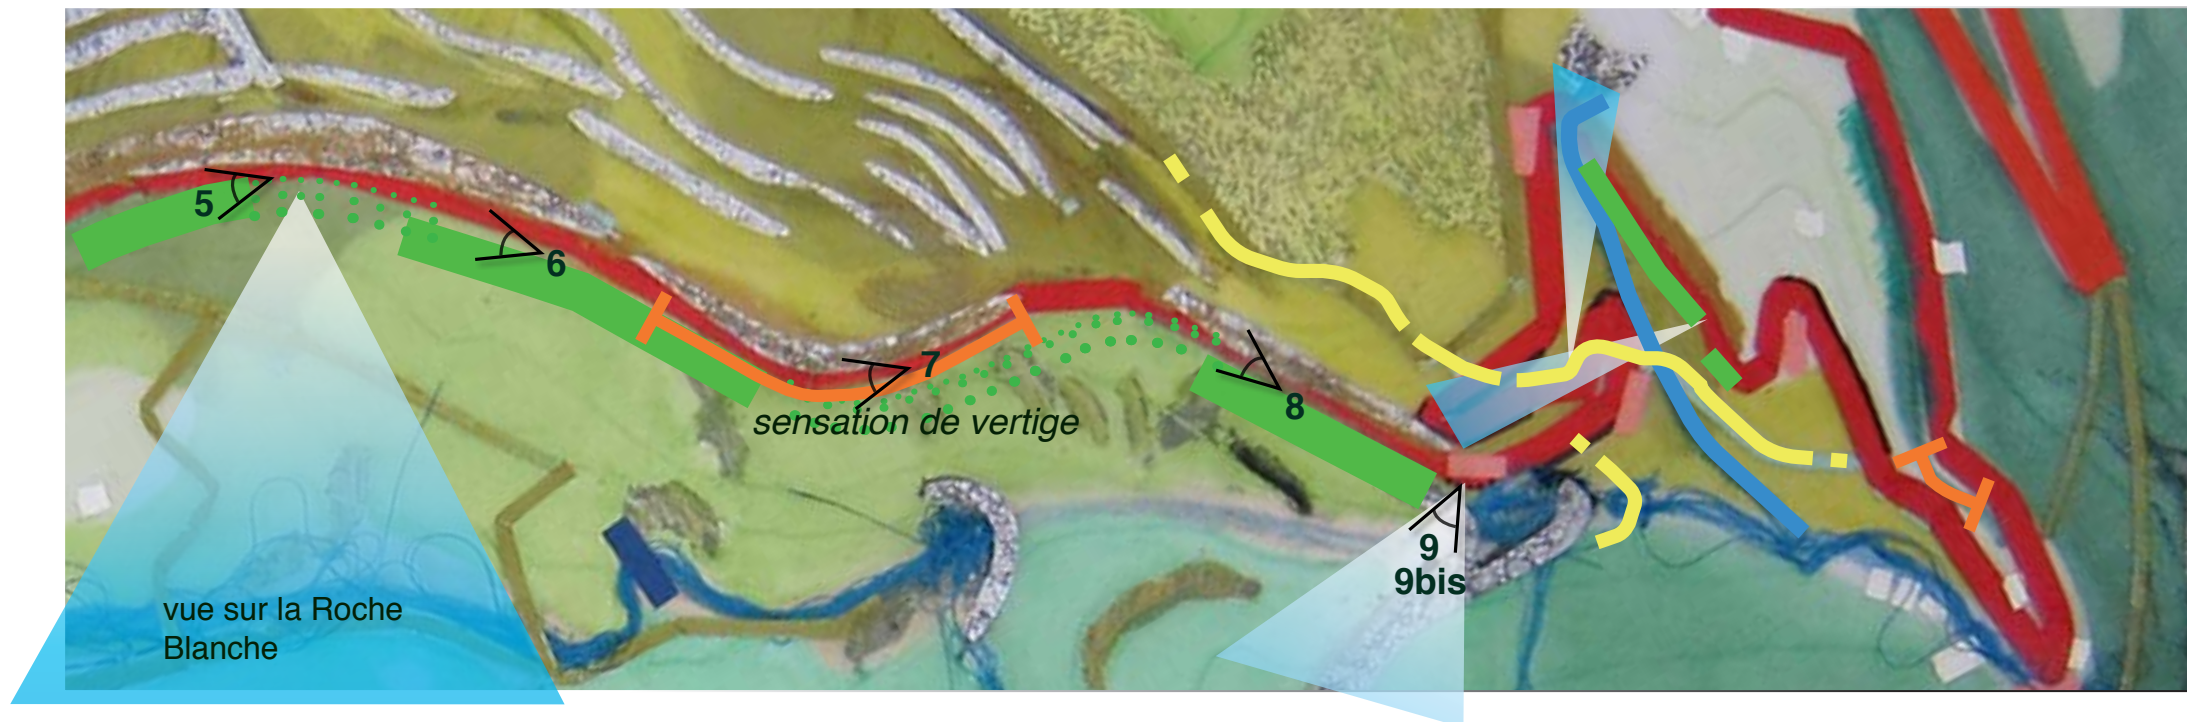 5
6
7
sensation de vertige
8
9
9bis
vue sur la Roche
Blanche